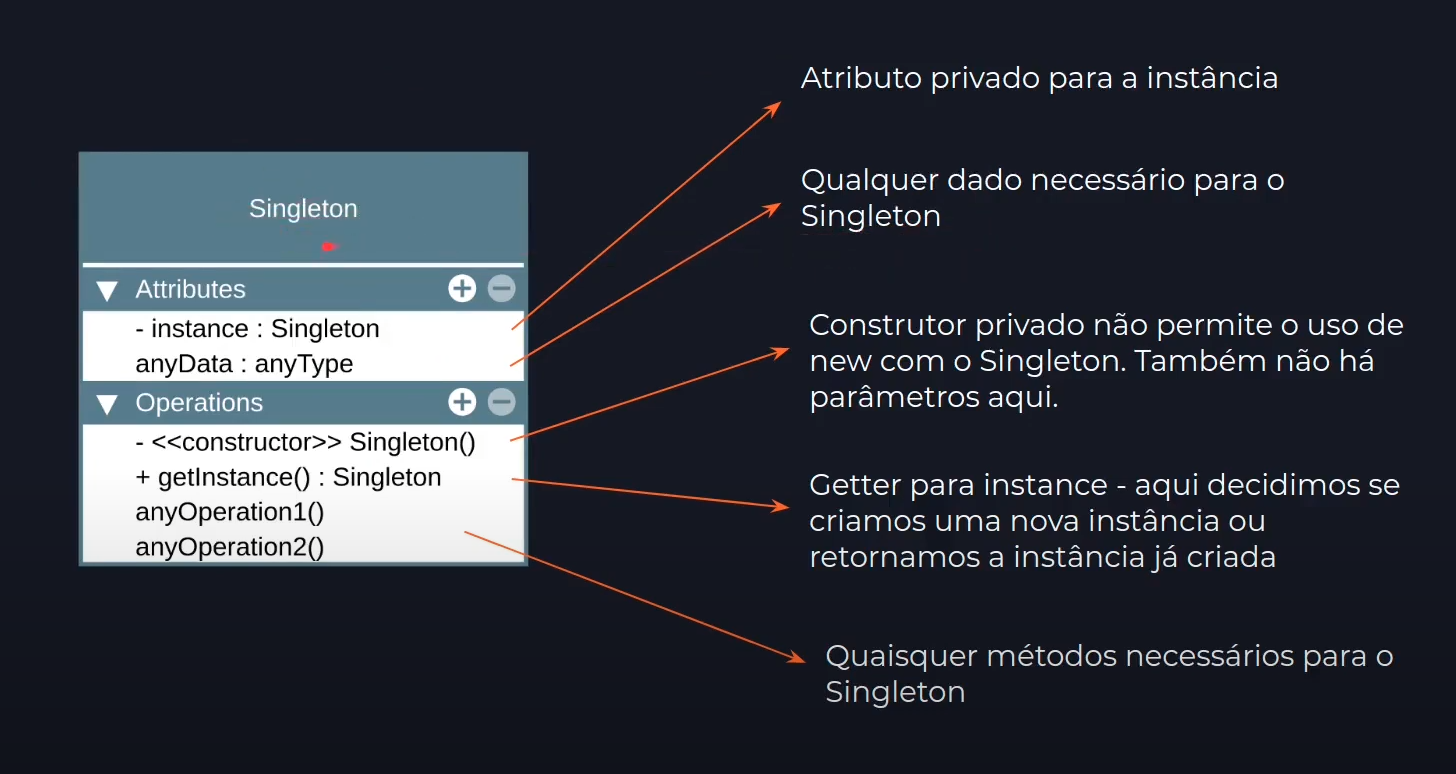 Singleton
Attributes
- instance : Singleton
anyData : anyType
Operations
- <<constructor>> Singleton()
+ getInstance() : Singleton
anyOperation1()
anyOperation2()
Atributo privado para a instância
Qualquer dado necessário para o
Singleton
Construtor privado não permite o uso de
new com o Singleton. Também não há
parâmetros aqui.
Getter para instance - aqui decidimos se
criamos uma nova instância ou
retornamos a instância já criada
Quaisquer métodos necessários para o
Singleton